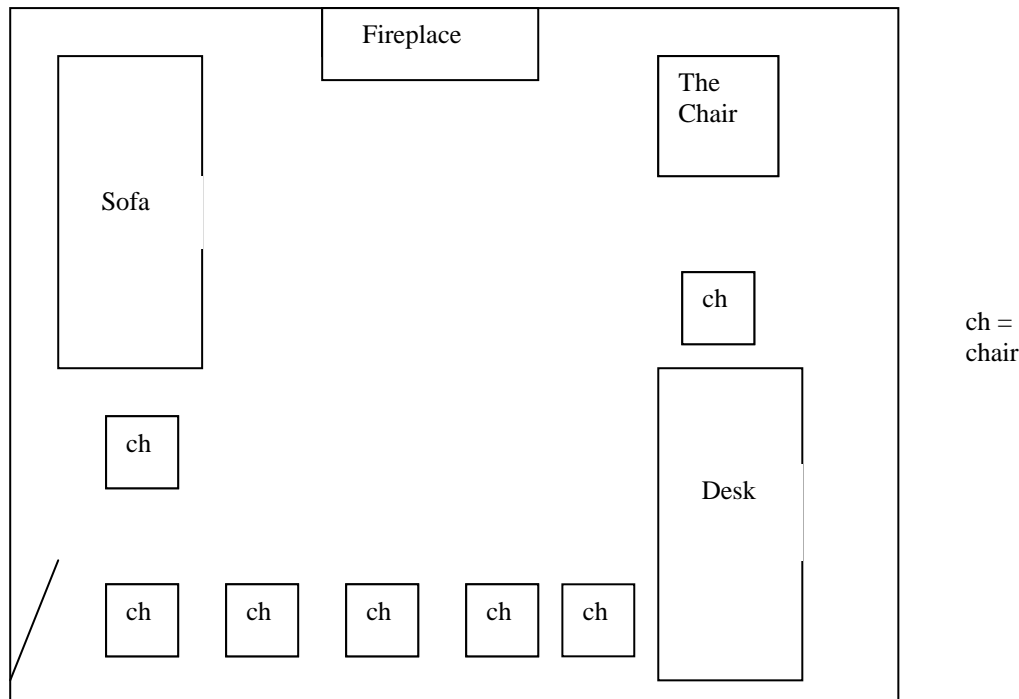 Fireplace
The
Chair
Sofa
ch
ch =
chair
ch
Desk
ch
ch
ch
ch
ch